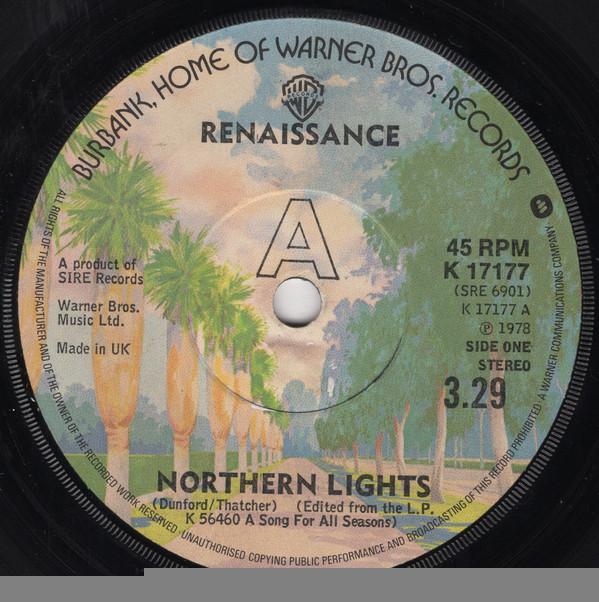 BURBANK, HOME OF WARNER BROS. RECORDS
RECORDS
RENAISSANCE
A
A product of
SIRE Records
Warner Bros.
Music Ltd.
Made in UK
45 RPM
K 17177
(SRE 6901)
K 17177 A
Ⓟ 1978
SIDE ONE
STEREO
3.29
NORTHERN LIGHTS
(Dunford/Thatcher) (Edited from the L.P.
K 56460 A Song For All Seasons)
ALL RIGHTS OF THE MANUFACTURER AND OF THE OWNER OF THE RECORDED WORK RESERVED · UNAUTHORISED COPYING PUBLIC PERFORMANCE AND BROADCASTING OF THIS RECORD PROHIBITED · A WARNER COMMUNICATIONS COMPANY